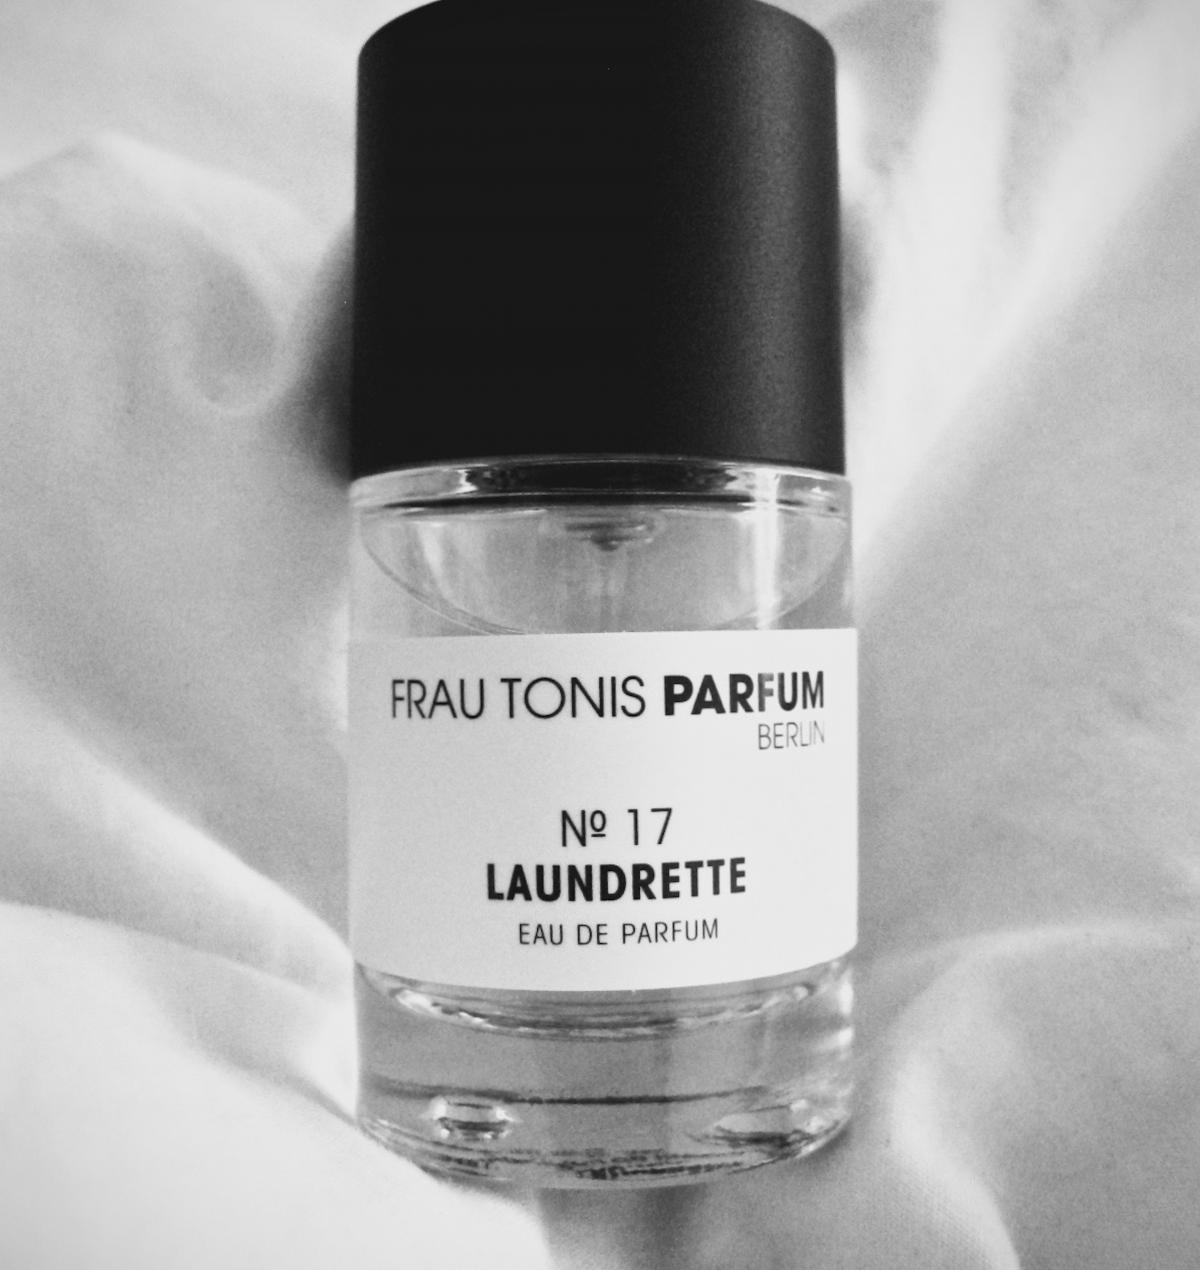 FRAU TONIS PARFUM
BERLIN
Nº 17
LAUNDRETTE
EAU DE PARFUM